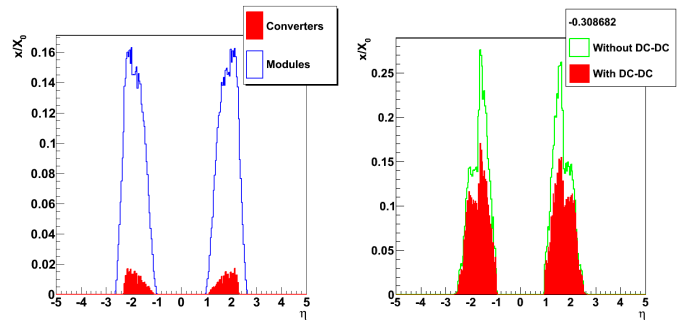 Converters
Modules
x/X0
0.16
0.14
0.12
0.1
0.08
0.06
0.04
0.02
0
-5 -4 -3 -2 -1 0 1 2 3 4 5
η
-0.308682
Without DC-DC
With DC-DC
x/X0
0.25
0.2
0.15
0.1
0.05
0
-5 -4 -3 -2 -1 0 1 2 3 4 5
η